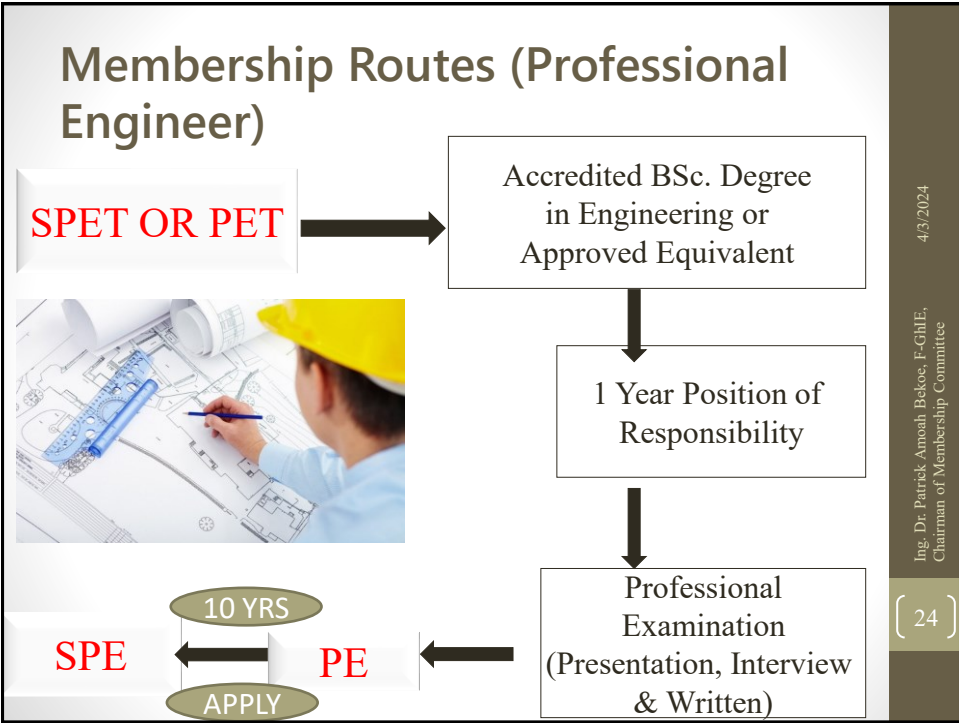 Membership Routes (Professional
Engineer)
SPET OR PET
Accredited BSc. Degree
in Engineering or
Approved Equivalent
1 Year Position of
Responsibility
Professional
Examination
(Presentation, Interview
& Written)
10 YRS
SPE
PE
APPLY
4/3/2024
Ing. Dr. Patrick Amoah Bekoe, F-GhIE,
Chairman of Membership Committee
24